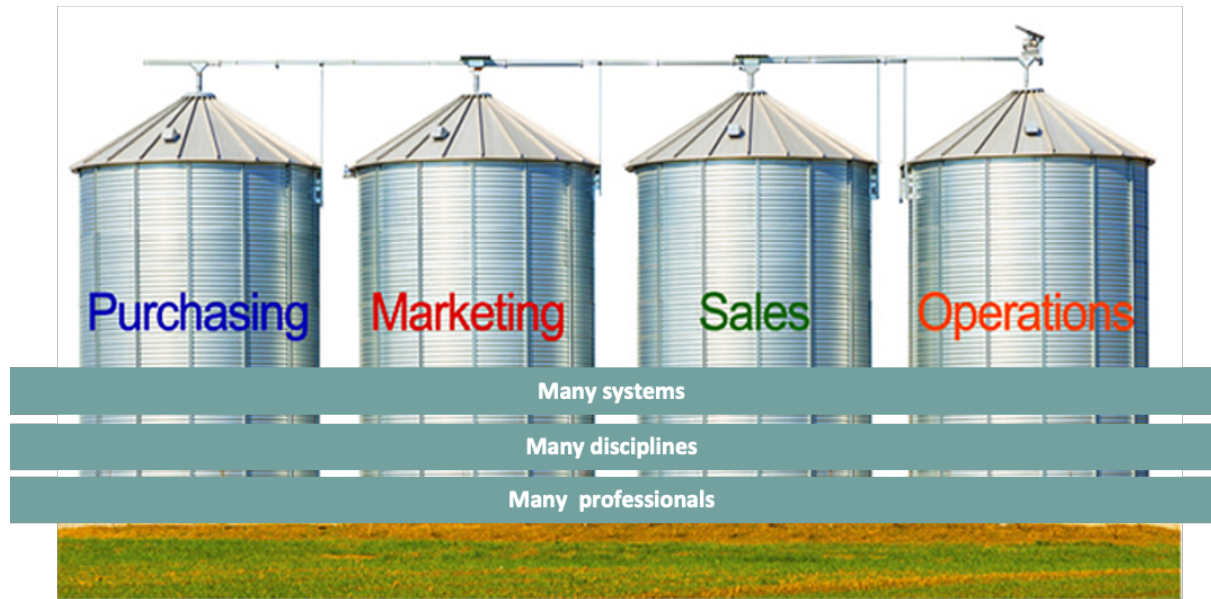 Purchasing Marketing Sales Operations
Many systems
Many disciplines
Many  professionals